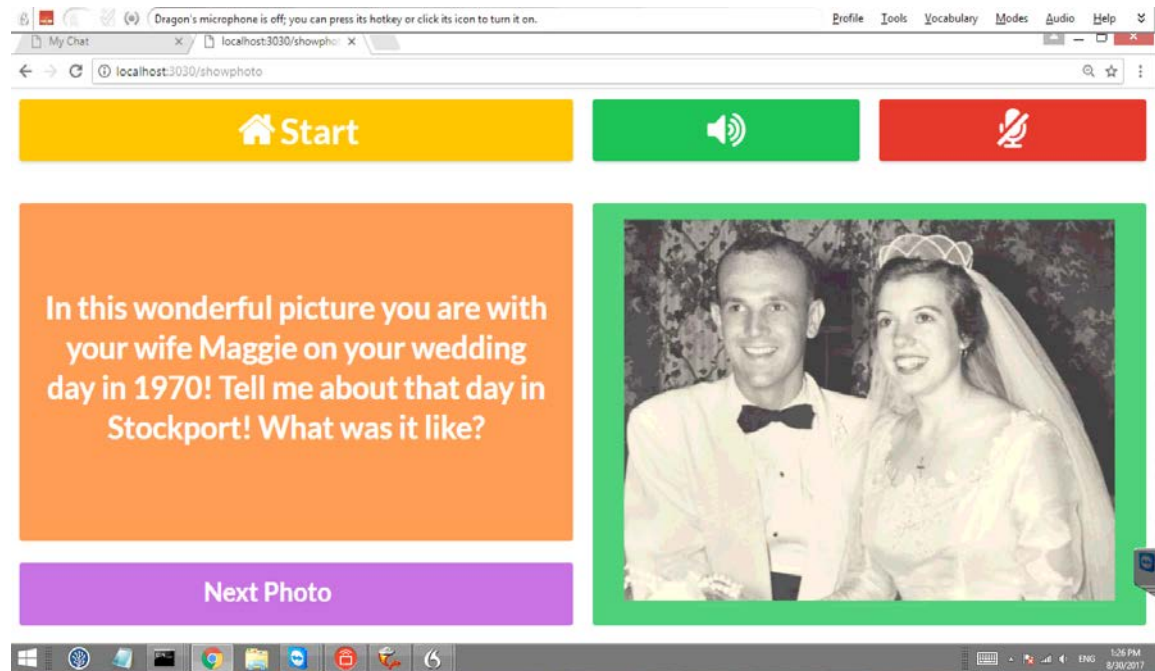 Dragon's microphone is off; you can press its hotkey or click its icon to turn it on.
Profile Tools Vocabulary Modes Audio Help
My Chat
localhost:3030/showpho
localhost:3030/showphoto
Start
In this wonderful picture you are with
your wife Maggie on your wedding
day in 1970! Tell me about that day in
Stockport! What was it like?
Next Photo
ENG
1:26 PM
8/30/2017